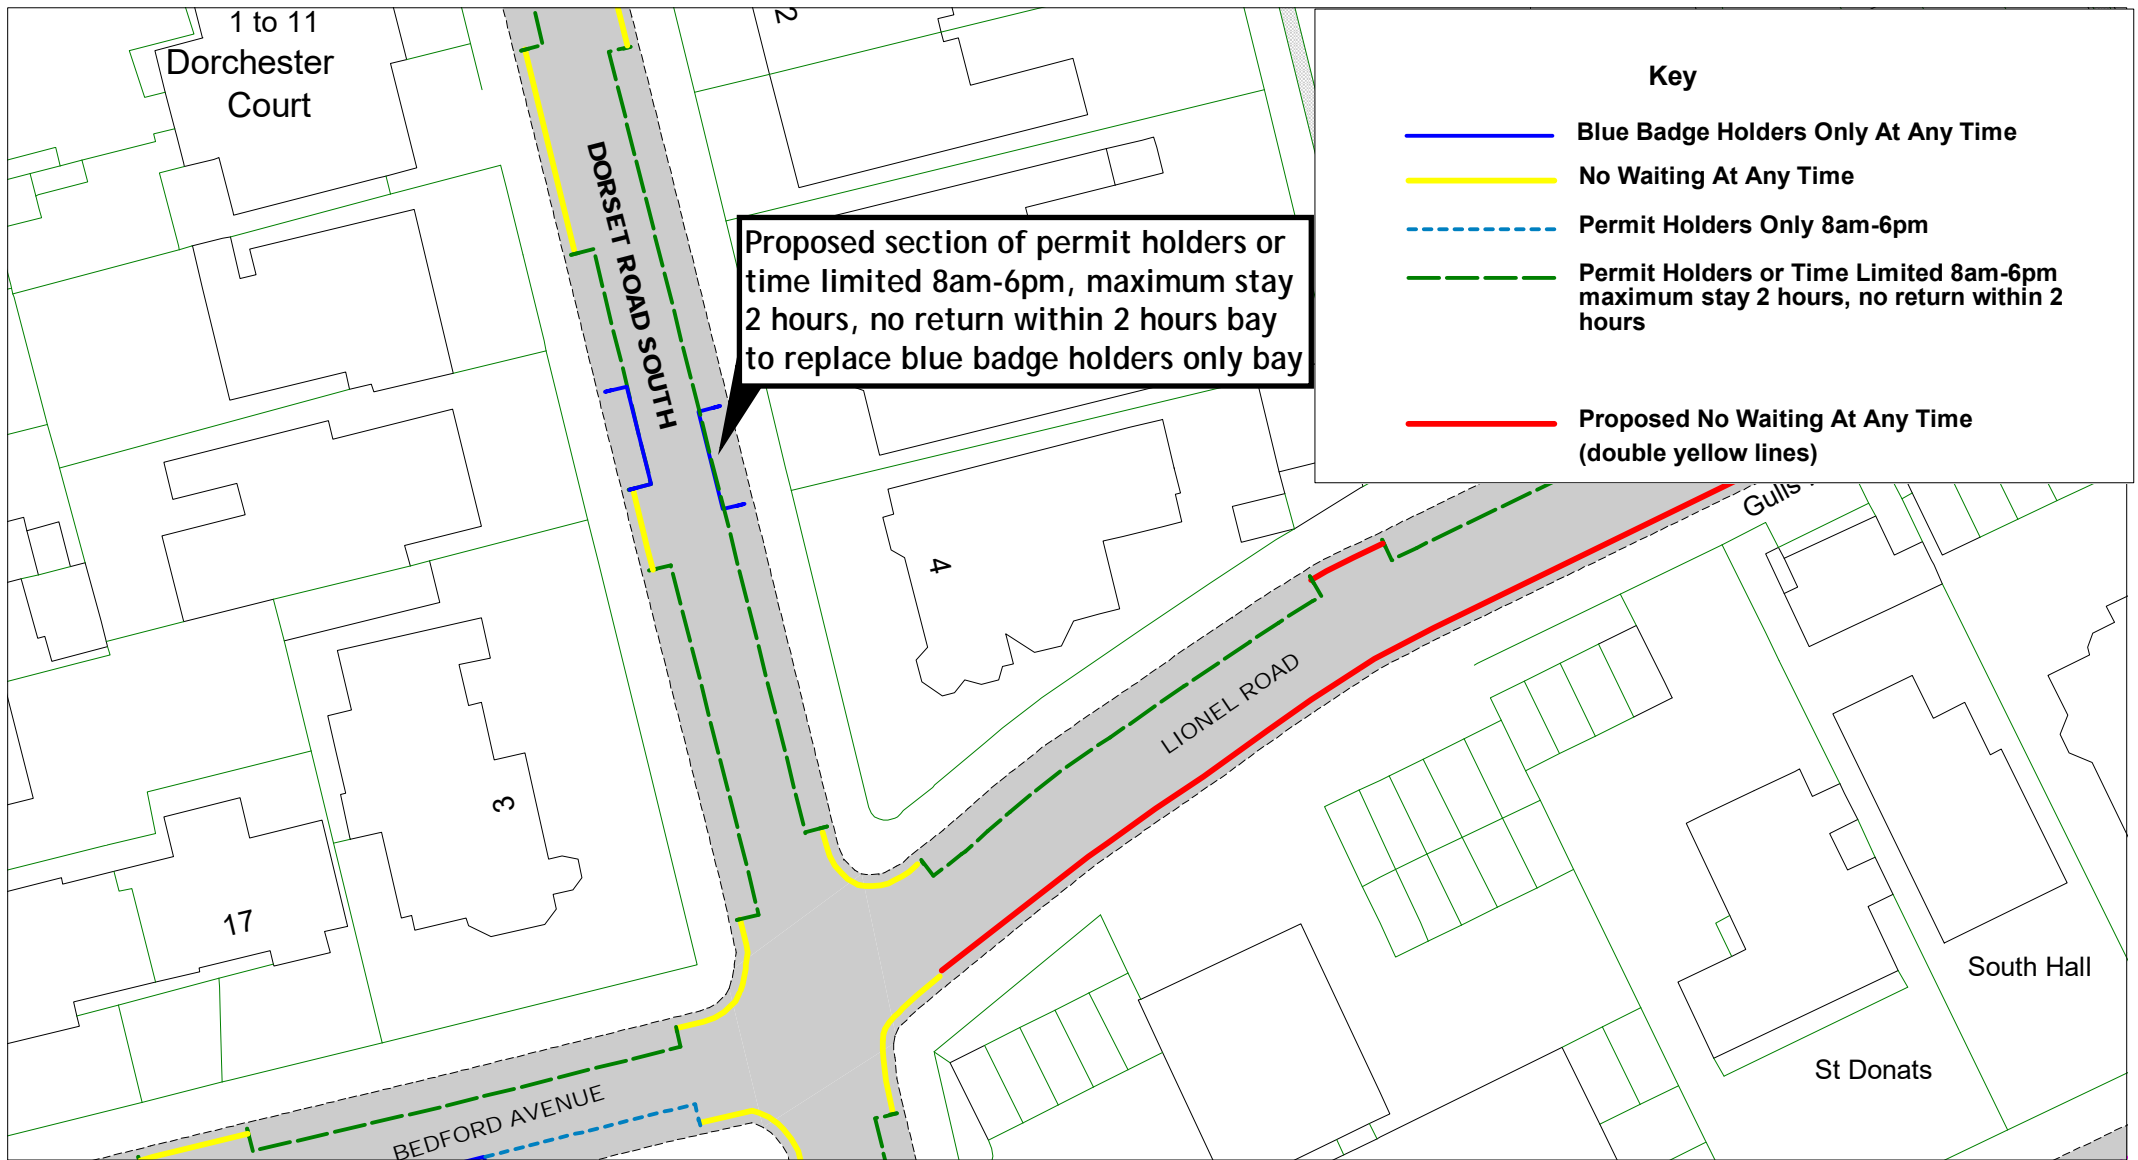 1 to 11
Dorchester
Court
2
Key
Blue Badge Holders Only At Any Time
No Waiting At Any Time
Permit Holders Only 8am-6pm
Permit Holders or Time Limited 8am-6pm
maximum stay 2 hours, no return within 2
hours
Proposed No Waiting At Any Time
(double yellow lines)
DORSET ROAD SOUTH
Proposed section of permit holders or
time limited 8am-6pm, maximum stay
2 hours, no return within 2 hours bay
to replace blue badge holders only bay
Gulls
4
LIONEL ROAD
3
17
South Hall
St Donats
BEDFORD AVENUE